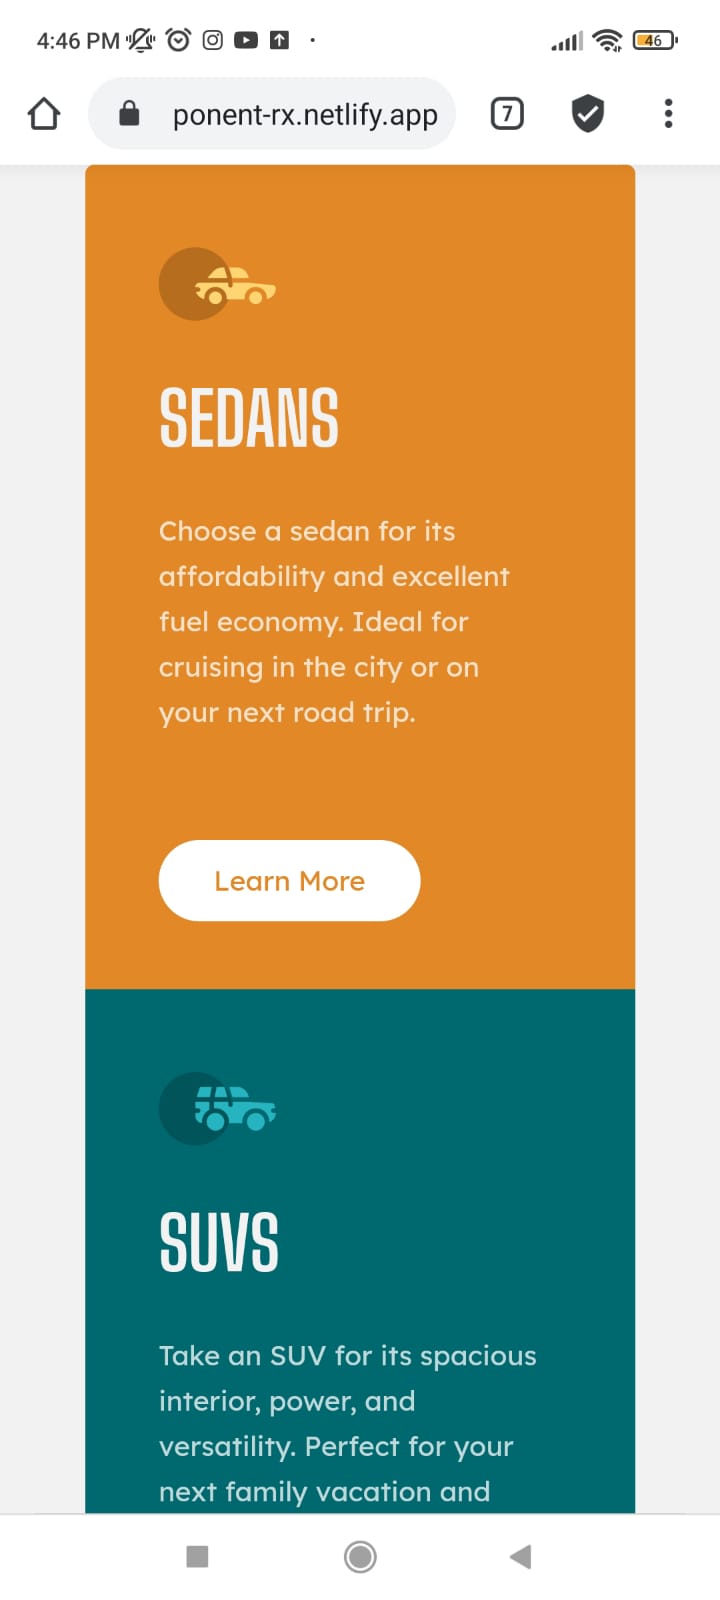 4:46 PM
46
ponent-rx.netlify.app
7
SEDANS
Choose a sedan for its
affordability and excellent
fuel economy. Ideal for
cruising in the city or on
your next road trip.
Learn More
SUVS
Take an SUV for its spacious
interior, power, and
versatility. Perfect for your
next family vacation and